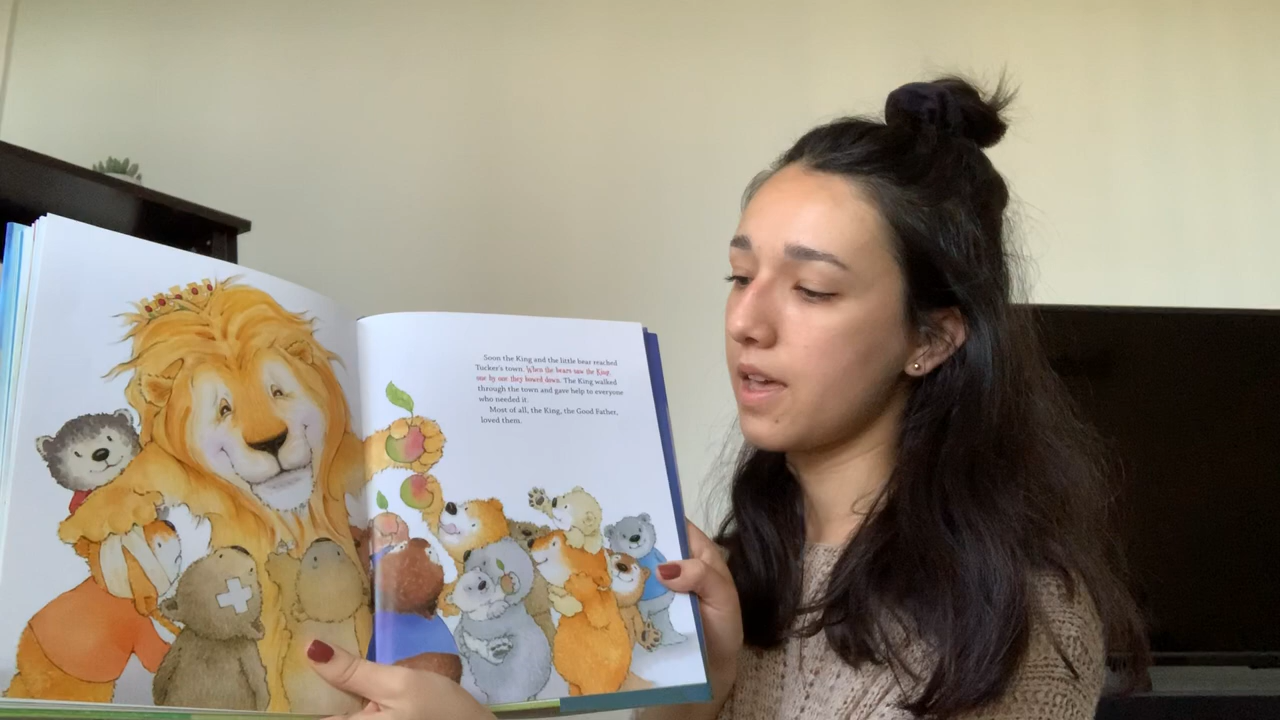 Soon the King and the little bear reached
Tucker's town. When the bears saw the King,
one by one they bowed down. The King walked
through the town and gave help to everyone
who needed it.
Most of all, the King, the Good Father,
loved them.